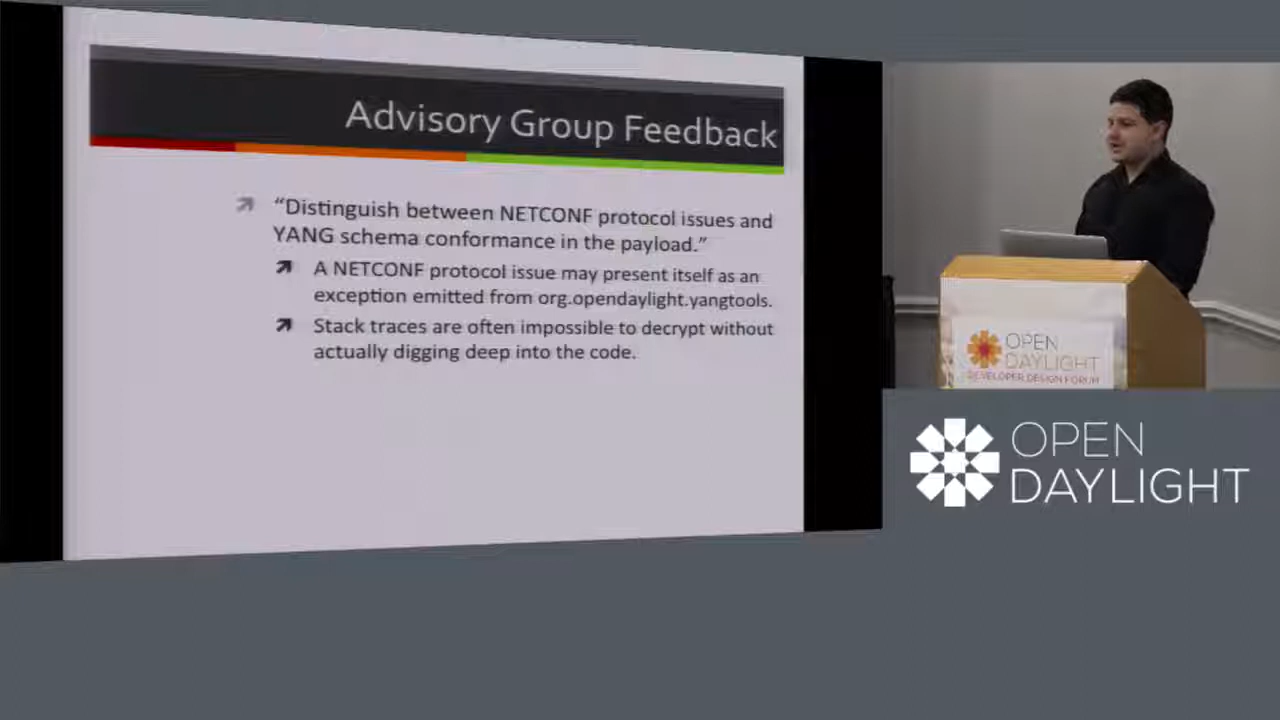 Advisory Group Feedback
“Distinguish between NETCONF protocol issues and
YANG schema conformance in the payload.”
A NETCONF protocol issue may present itself as an
exception emitted from org.opendaylight.yangtools.
Stack traces are often impossible to decrypt without
actually digging deep into the code.
OPEN
DAYLIGHT
DEVELOPER DESIGN FORUM
OPEN
DAYLIGHT